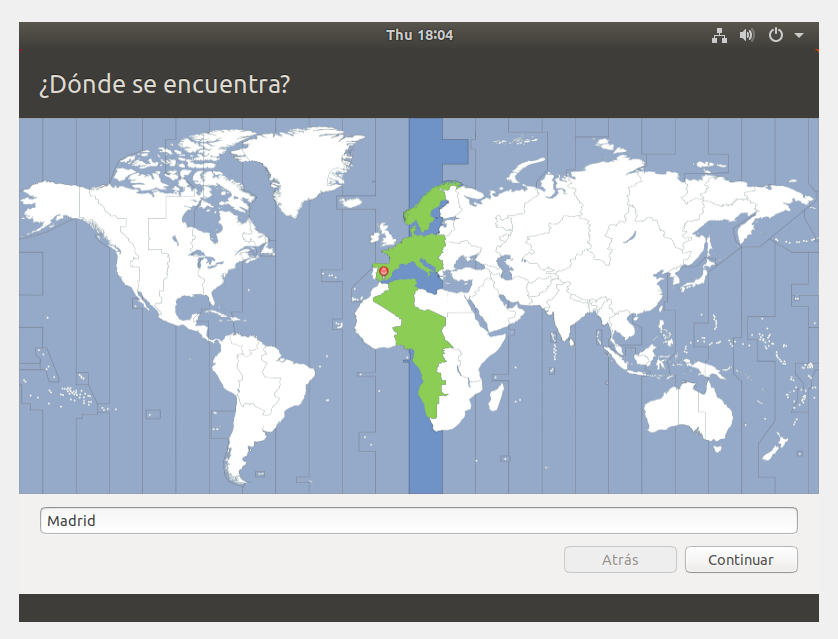 Thu 18:04
¿Dónde se encuentra?
Madrid
Atrás
Continuar